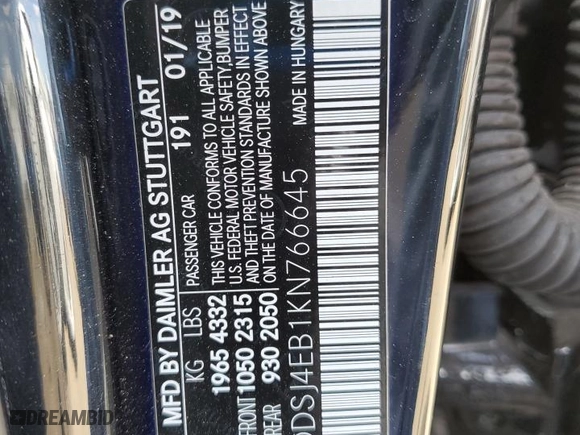 MFD BY DAIMLER AG STUTTGART
191 01/19
KG LBS PASSENGER CAR
1965 4332 THIS VEHICLE CONFORMS TO ALL APPLICABLE
FRONT 1050 2315 U.S. FEDERAL MOTOR VEHICLE SAFETY, BUMPER
AND THEFT PREVENTION STANDARDS IN EFFECT
REAR 930 2050 ON THE DATE OF MANUFACTURE SHOWN ABOVE
MADE IN HUNGARY
DSJ4EB1KN766645
DREAMBID